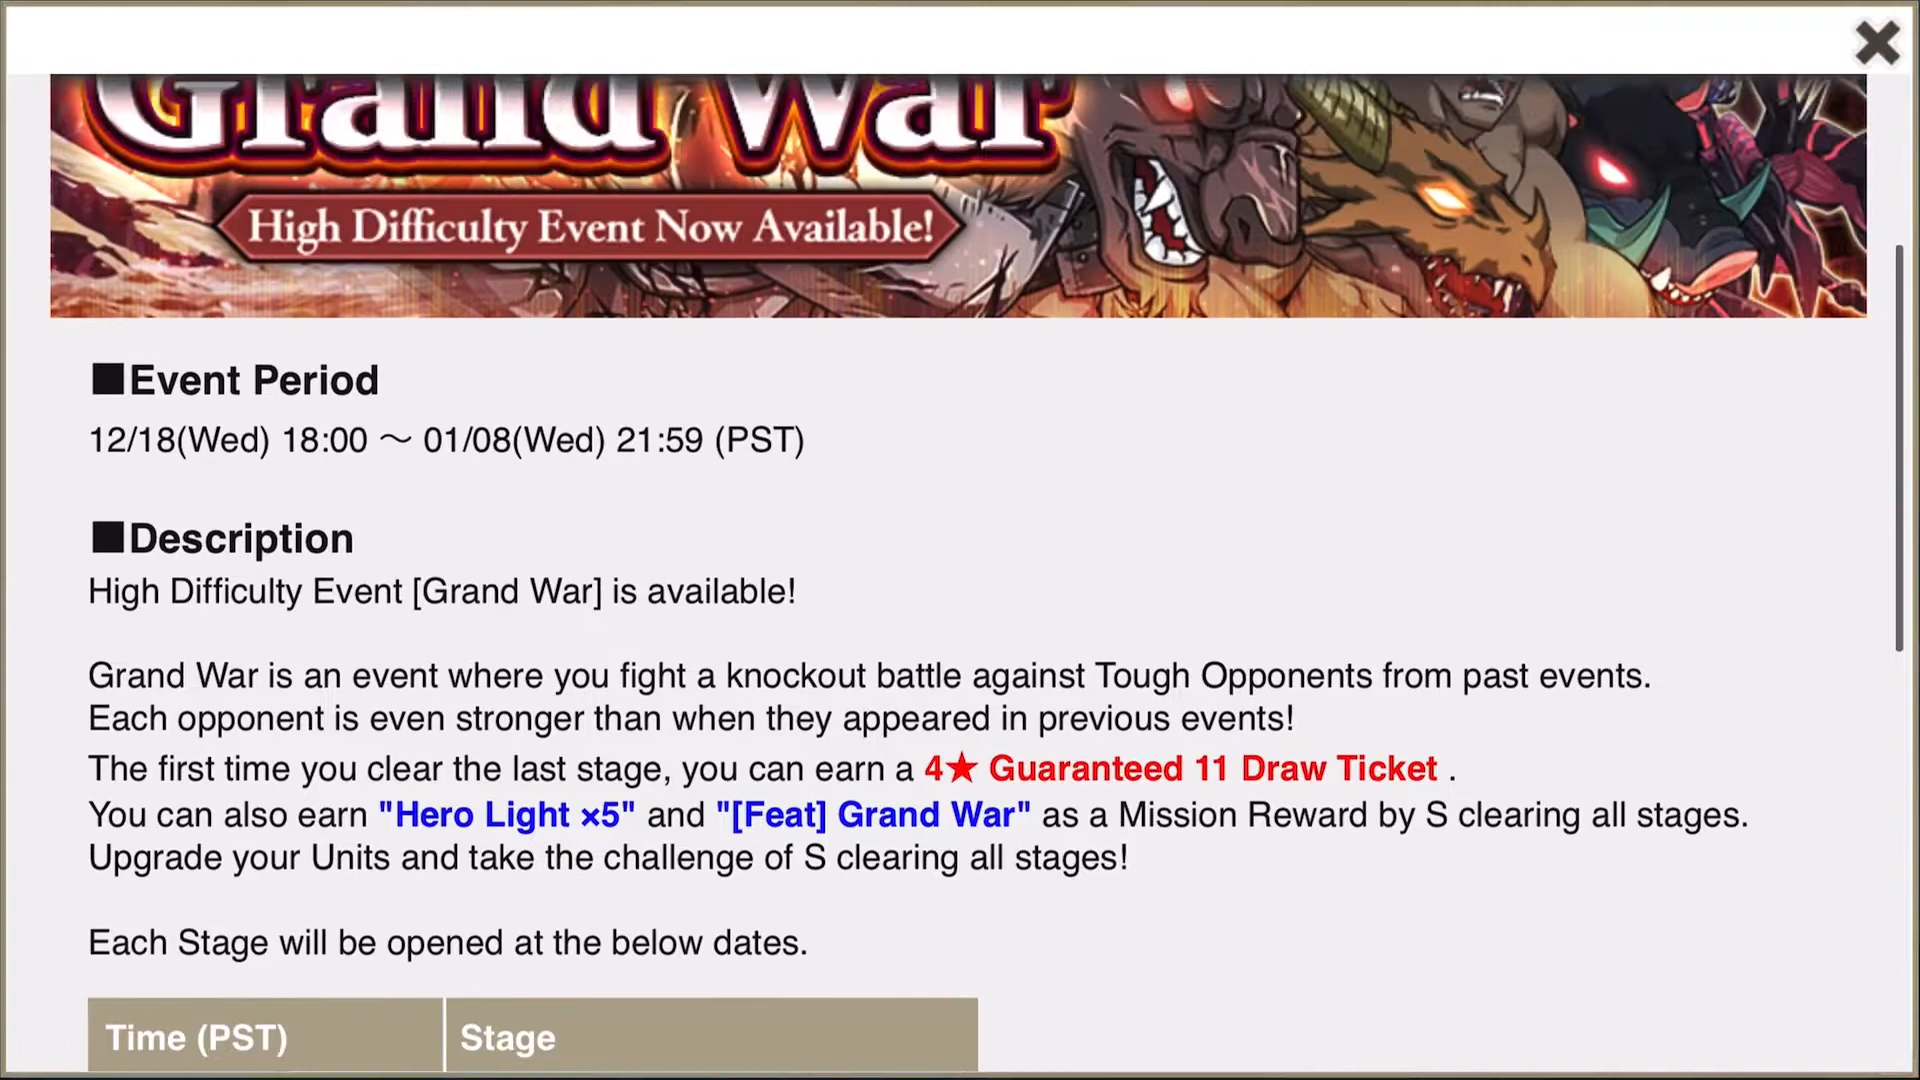 Grand War
High Difficulty Event Now Available!
■Event Period
12/18(Wed) 18:00 〜 01/08(Wed) 21:59 (PST)
■Description
High Difficulty Event [Grand War] is available!
Grand War is an event where you fight a knockout battle against Tough Opponents from past events.
Each opponent is even stronger than when they appeared in previous events!
The first time you clear the last stage, you can earn a 4★ Guaranteed 11 Draw Ticket .
You can also earn "Hero Light ×5" and "[Feat] Grand War" as a Mission Reward by S clearing all stages.
Upgrade your Units and take the challenge of S clearing all stages!
Each Stage will be opened at the below dates.
Time (PST) Stage